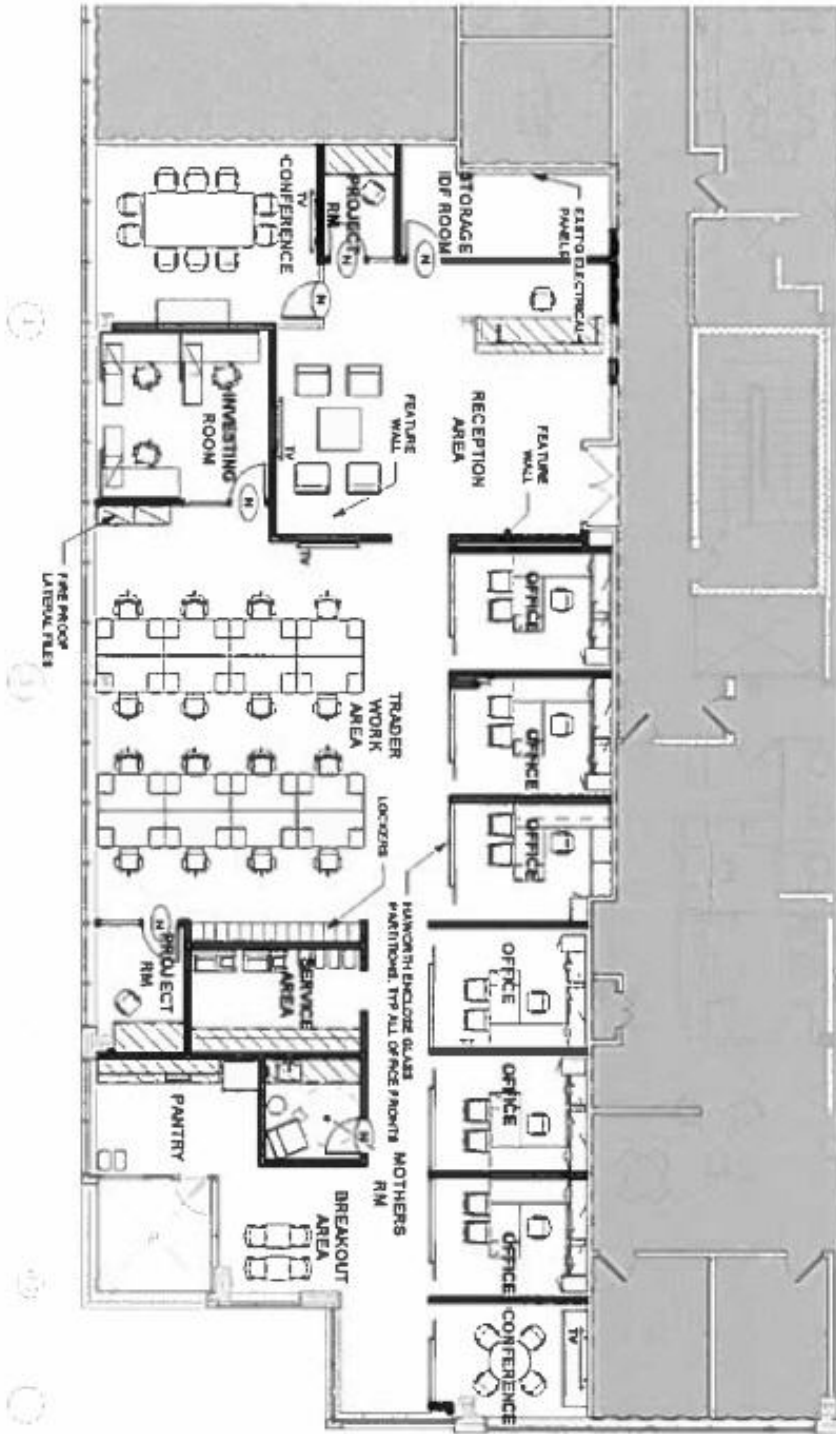 CONFERENCE
TV
PROJECT
RM
STORAGE
IDF ROOM
EXST'G ELECTRICAL
PANELS
N
N
N
INVESTING
ROOM
N
FEATURE
WALL
TV
RECEPTION
AREA
FEATURE
WALL
TV
FIRE PROOF
LATERAL FILES
TRADER
WORK
AREA
LOCKERS
OFFICE
OFFICE
OFFICE
HAWORTH ENCLOSE GLASS
PARTITIONS, TYP ALL OFFICE FRONTS
OFFICE
OFFICE
OFFICE
N
PROJECT
RM
SERVICE
AREA
PANTRY
N
MOTHERS
RM
BREAKOUT
AREA
CONFERENCE
TV